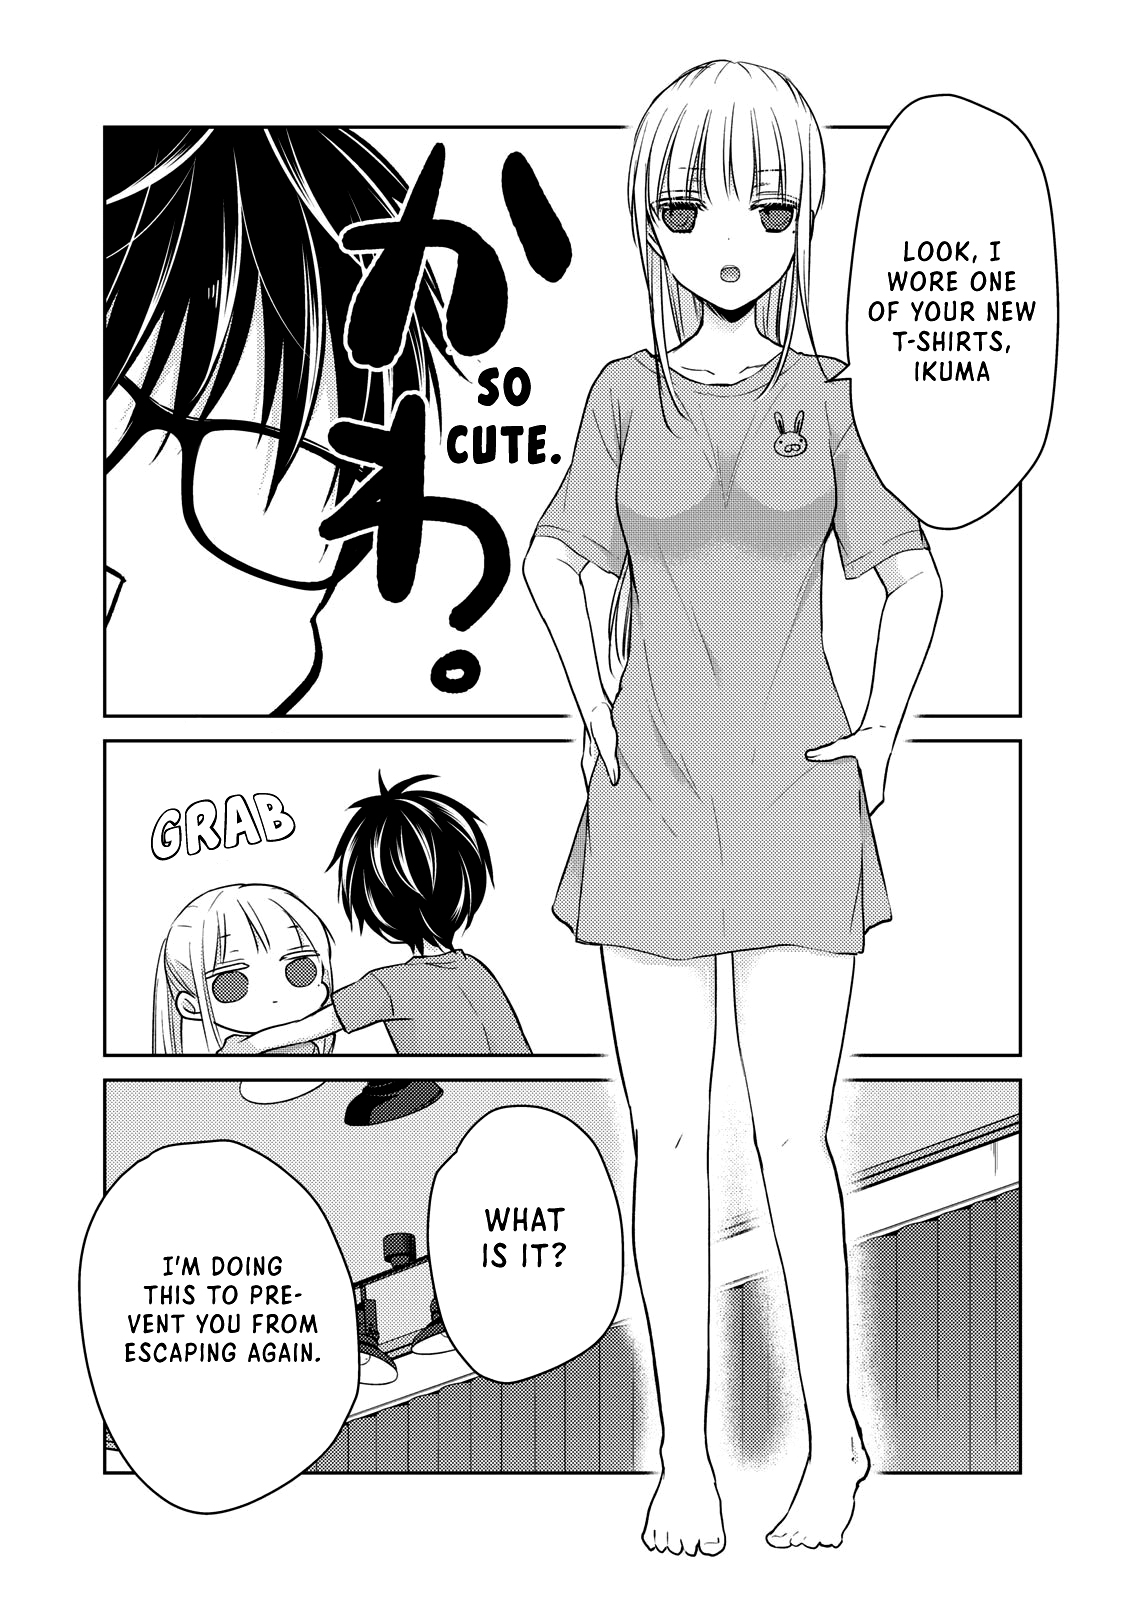 LOOK, I
WORE ONE
OF YOUR NEW
T-SHIRTS,
IKUMA
かわ。
SO
CUTE.
GRAB
WHAT
IS IT?
I'M DOING
THIS TO PRE-
VENT YOU FROM
ESCAPING AGAIN.